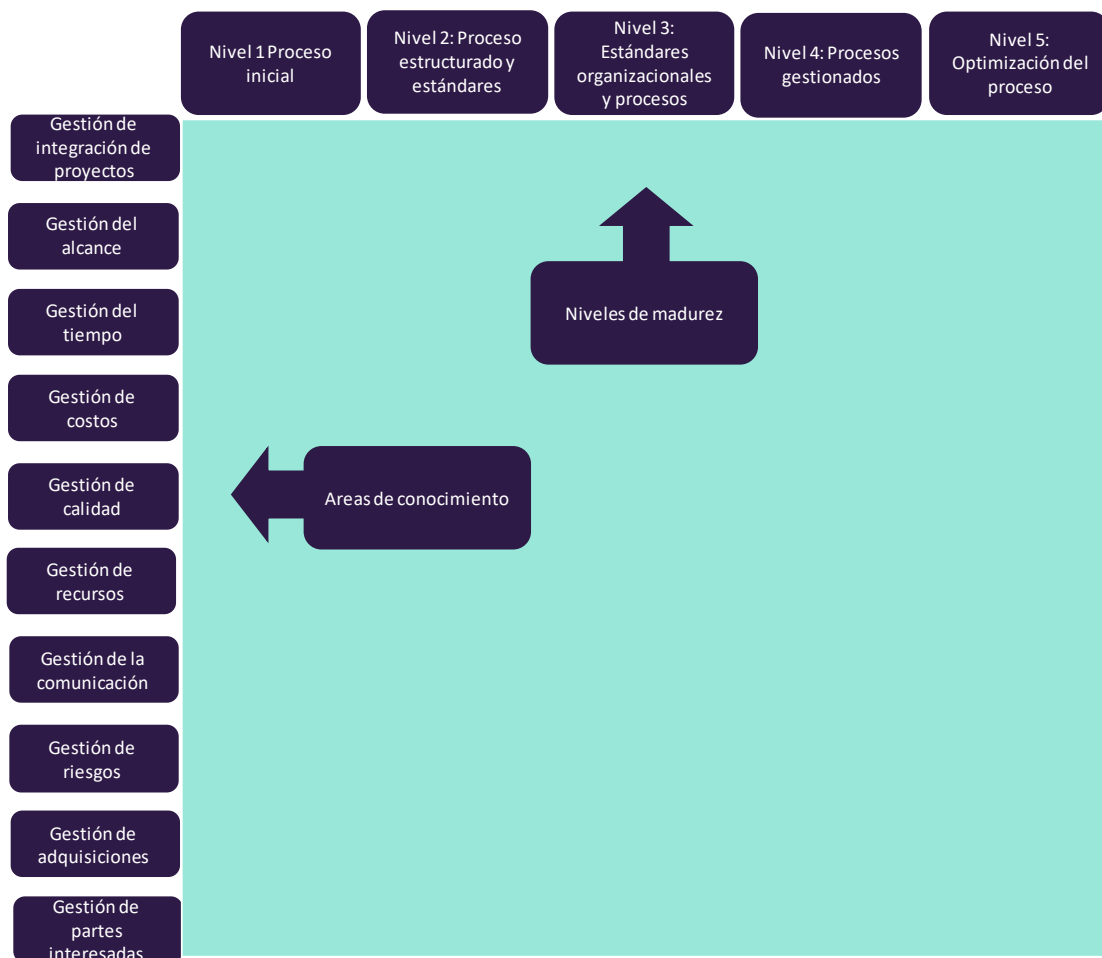 Nivel 1 Proceso
inicial
Nivel 2: Proceso
estructurado y
estándares
Nivel 3:
Estándares
organizacionales
y procesos
Nivel 4: Procesos
gestionados
Nivel 5:
Optimización del
proceso
Gestión de
integración de
proyectos
Gestión del
alcance
Gestión del
tiempo
Gestión de
costos
Gestión de
calidad
Gestión de
recursos
Gestión de la
comunicación
Gestión de
riesgos
Gestión de
adquisiciones
Gestión de
partes
interesadas
Niveles de madurez
Areas de conocimiento